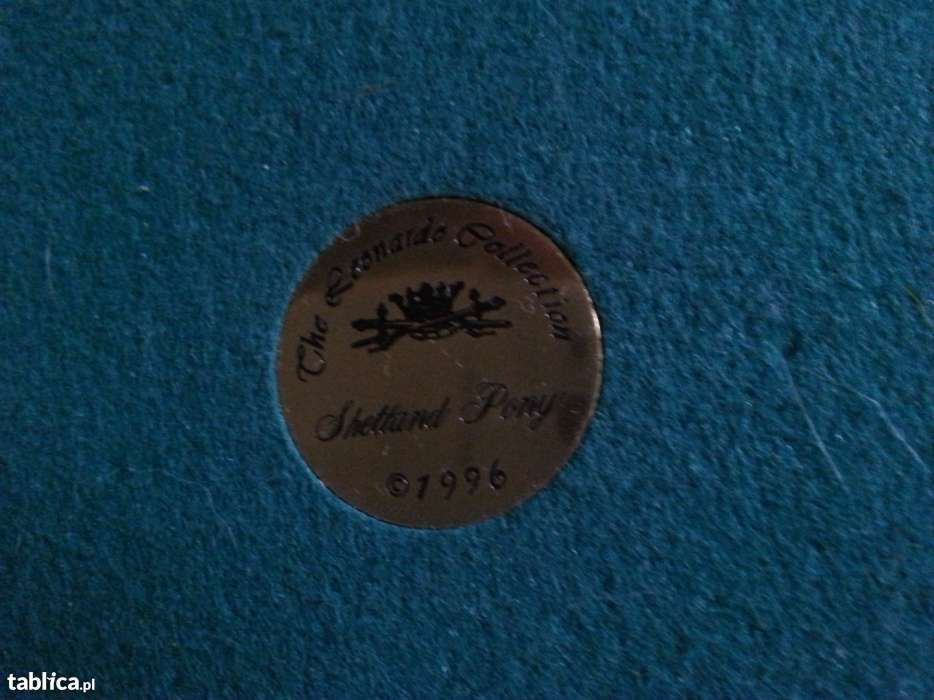 The Leonardo Collection
Shetland Pony
©1996
tablica.pl